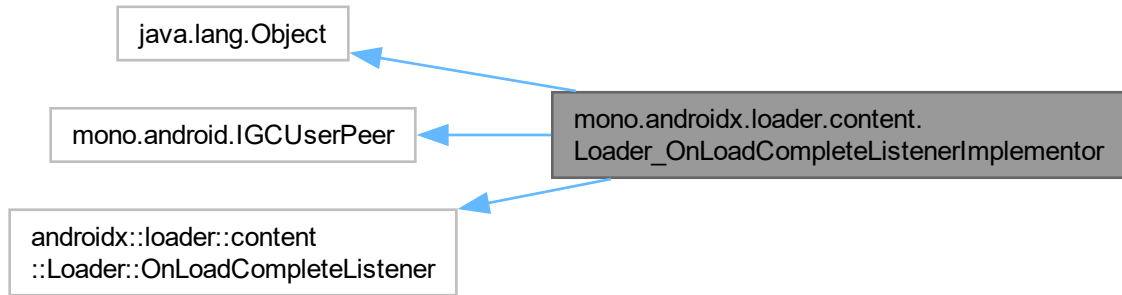 java.lang.Object
mono.android.IGCUserPeer
androidx::loader::content
::Loader::OnLoadCompleteListener
mono.androidx.loader.content.
Loader_OnLoadCompleteListenerImplementor